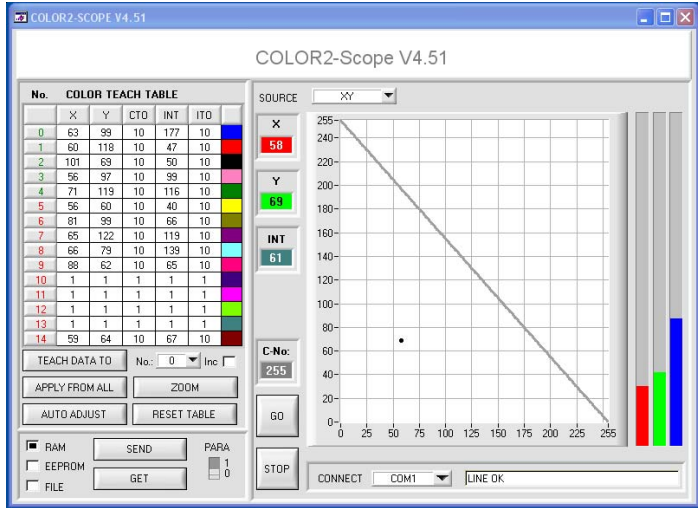 COLOR2-SCOPE V4.51
COLOR2-Scope V4.51
No. COLOR TEACH TABLE
X Y CTO INT ITO
0 63 99 10 177 10
1 60 118 10 47 10
2 101 69 10 50 10
3 56 97 10 99 10
4 71 119 10 116 10
5 56 60 10 40 10
6 81 99 10 66 10
7 65 122 10 119 10
8 66 79 10 139 10
9 88 62 10 65 10
10 1 1 1 1 1
11 1 1 1 1 1
12 1 1 1 1 1
13 1 1 1 1 1
14 59 64 10 67 10
TEACH DATA TO No.: 0 Inc
APPLY FROM ALL ZOOM
AUTO ADJUST RESET TABLE
RAM
EEPROM
FILE
SEND
GET
PARA
1
0
SOURCE XY
X
58
Y
69
INT
61
C-No:
255
GO
STOP
255
240
220
200
180
160
140
120
100
80
60
40
20
0
0 25 50 75 100 125 150 175 200 225 255
CONNECT COM1 LINE OK